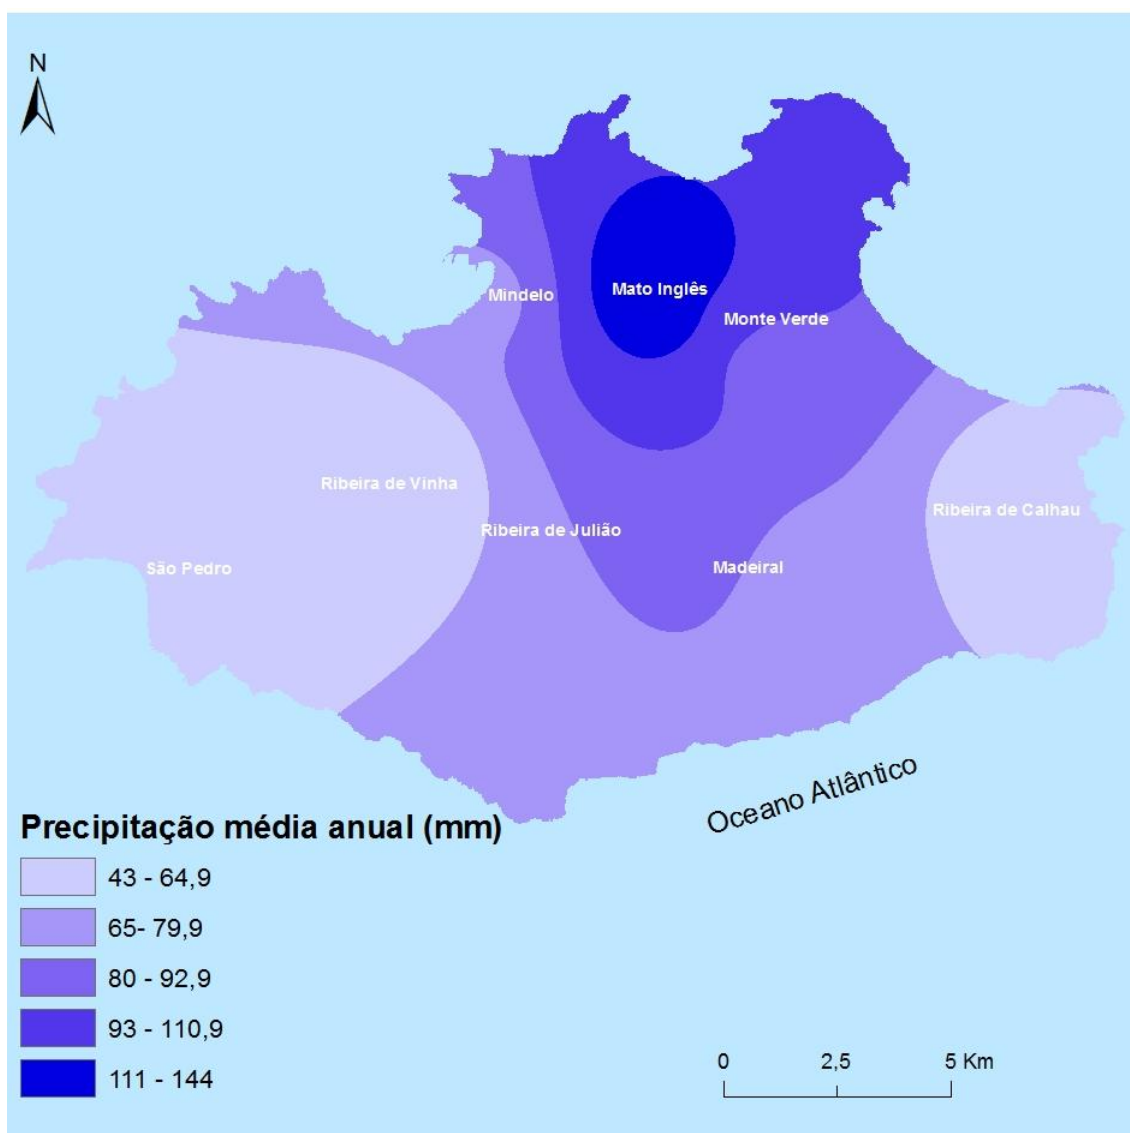 N
Mindelo
Mato Inglês
Monte Verde
Ribeira de Vinha
Ribeira de Calhau
Ribeira de Julião
São Pedro
Madeiral
Oceano Atlântico
Precipitação média anual (mm)
43 - 64,9
65- 79,9
80 - 92,9
93 - 110,9
111 - 144
0 2,5 5 Km